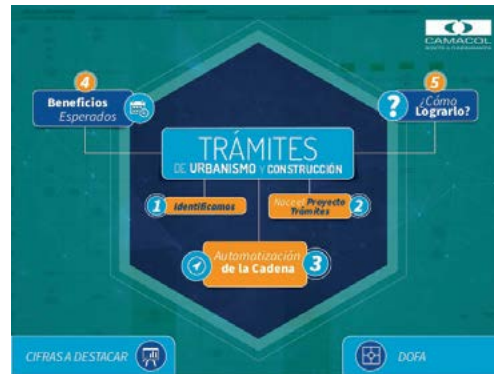 CAMACOL
4
Beneficios
Esperados
5
?
¿Cómo
Lograrlo?
TRÁMITES
DE URBANISMO Y CONSTRUCCIÓN
1
Identificamos
Nace el Proyecto
Trámites
2
Automatización
de la Cadena
3
CIFRAS A DESTACAR
DOFA